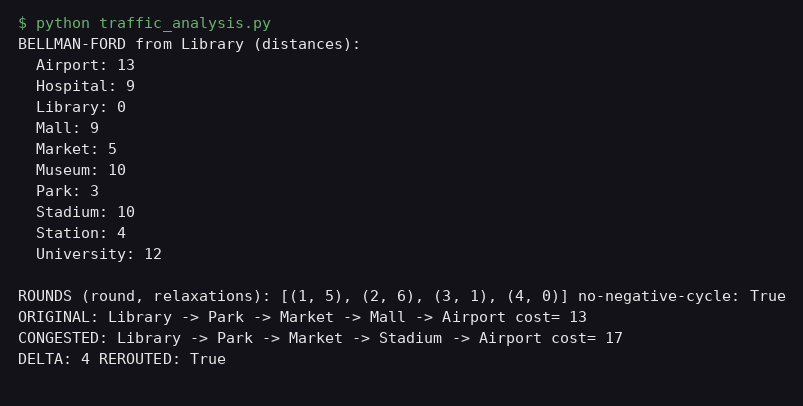 $ python traffic_analysis.py
BELLMAN-FORD from Library (distances):
  Airport: 13
  Hospital: 9
  Library: 0
  Mall: 9
  Market: 5
  Museum: 10
  Park: 3
  Stadium: 10
  Station: 4
  University: 12

ROUNDS (round, relaxations): [(1, 5), (2, 6), (3, 1), (4, 0)] no-negative-cycle: True
ORIGINAL: Library -> Park -> Market -> Mall -> Airport cost= 13
CONGESTED: Library -> Park -> Market -> Stadium -> Airport cost= 17
DELTA: 4 REROUTED: True